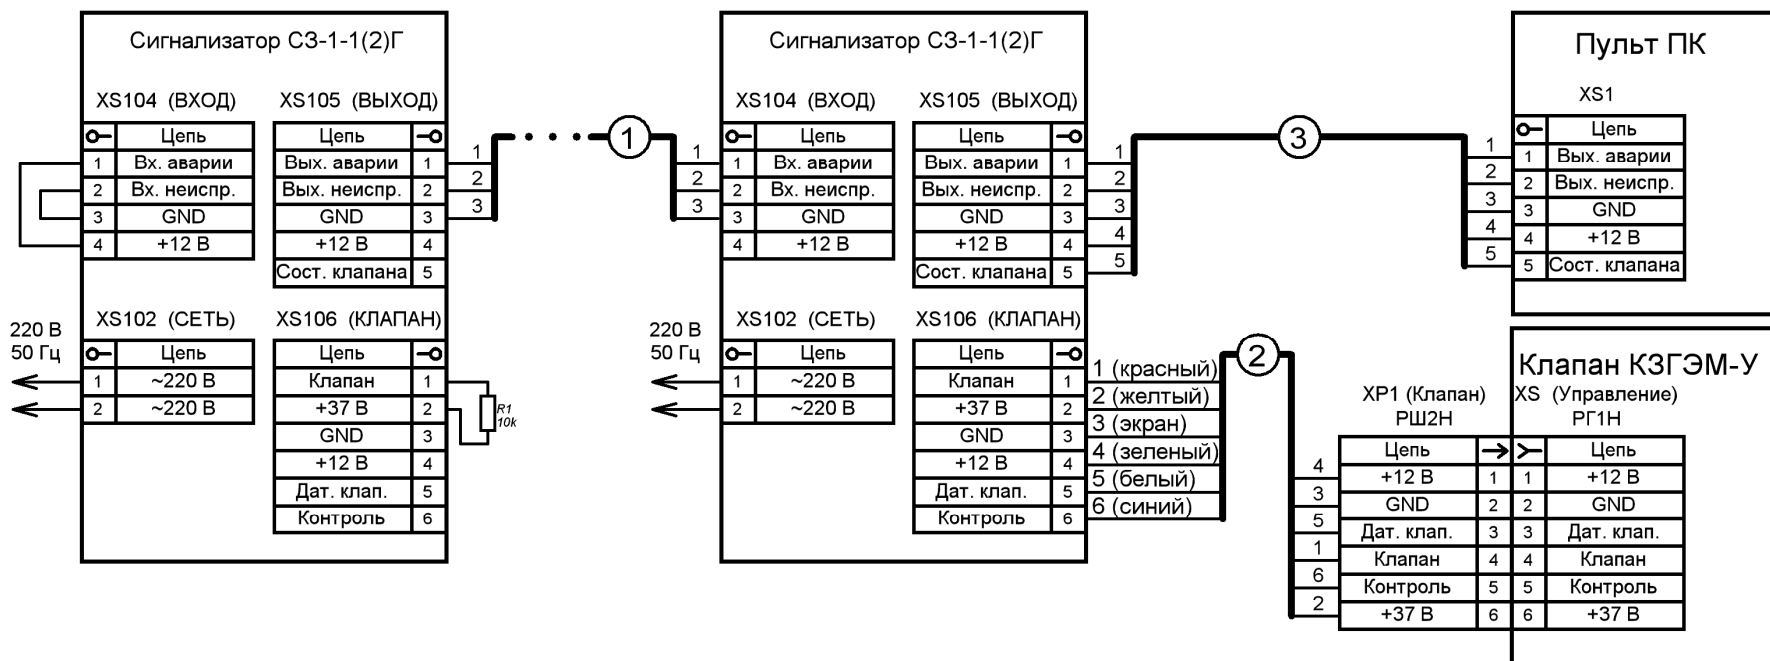 Сигнализатор СЗ-1-1(2)Г
XS104 (ВХОД)
Цепь
1 Вх. аварии
2 Вх. неиспр.
3 GND
4 +12 В
XS105 (ВЫХОД)
Цепь
Вых. аварии 1
Вых. неиспр. 2
GND 3
+12 В 4
Сост. клапана 5
1
2
3
220 В
50 Гц
XS102 (СЕТЬ)
Цепь
1 ~220 В
2 ~220 В
XS106 (КЛАПАН)
Цепь
Клапан 1
+37 В 2
GND 3
+12 В 4
Дат. клап. 5
Контроль 6
R1
10k
1
1
2
3
Сигнализатор СЗ-1-1(2)Г
XS104 (ВХОД)
Цепь
1 Вх. аварии
2 Вх. неиспр.
3 GND
4 +12 В
XS105 (ВЫХОД)
Цепь
Вых. аварии 1
Вых. неиспр. 2
GND 3
+12 В 4
Сост. клапана 5
1
2
3
4
5
220 В
50 Гц
XS102 (СЕТЬ)
Цепь
1 ~220 В
2 ~220 В
XS106 (КЛАПАН)
Цепь
Клапан 1
+37 В 2
GND 3
+12 В 4
Дат. клап. 5
Контроль 6
1 (красный)
2 (желтый)
3 (экран)
4 (зеленый)
5 (белый)
6 (синий)
3
1
2
3
4
5
Пульт ПК
XS1
Цепь
1 Вых. аварии
2 Вых. неиспр.
3 GND
4 +12 В
5 Сост. клапана
2
4
3
5
1
6
2
Клапан КЗГЭМ-У
XP1 (Клапан)
РШ2Н
Цепь
+12 В 1
GND 2
Дат. клап. 3
Клапан 4
Контроль 5
+37 В 6
XS (Управление)
РГ1Н
Цепь
1 +12 В
2 GND
3 Дат. клап.
4 Клапан
5 Контроль
6 +37 В